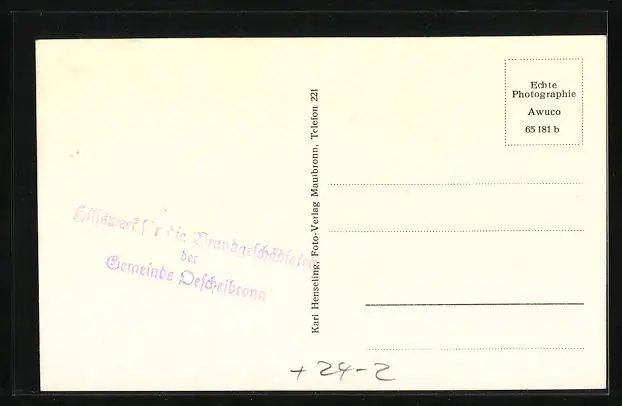 Echte
Photographie
Awuco
65 181 b
Karl Henseling, Foto-Verlag Maulbronn, Telefon 221
Hilfswerk für die Brandgeschädigten
der
Gemeinde Oeschelbronn
+ 24-2